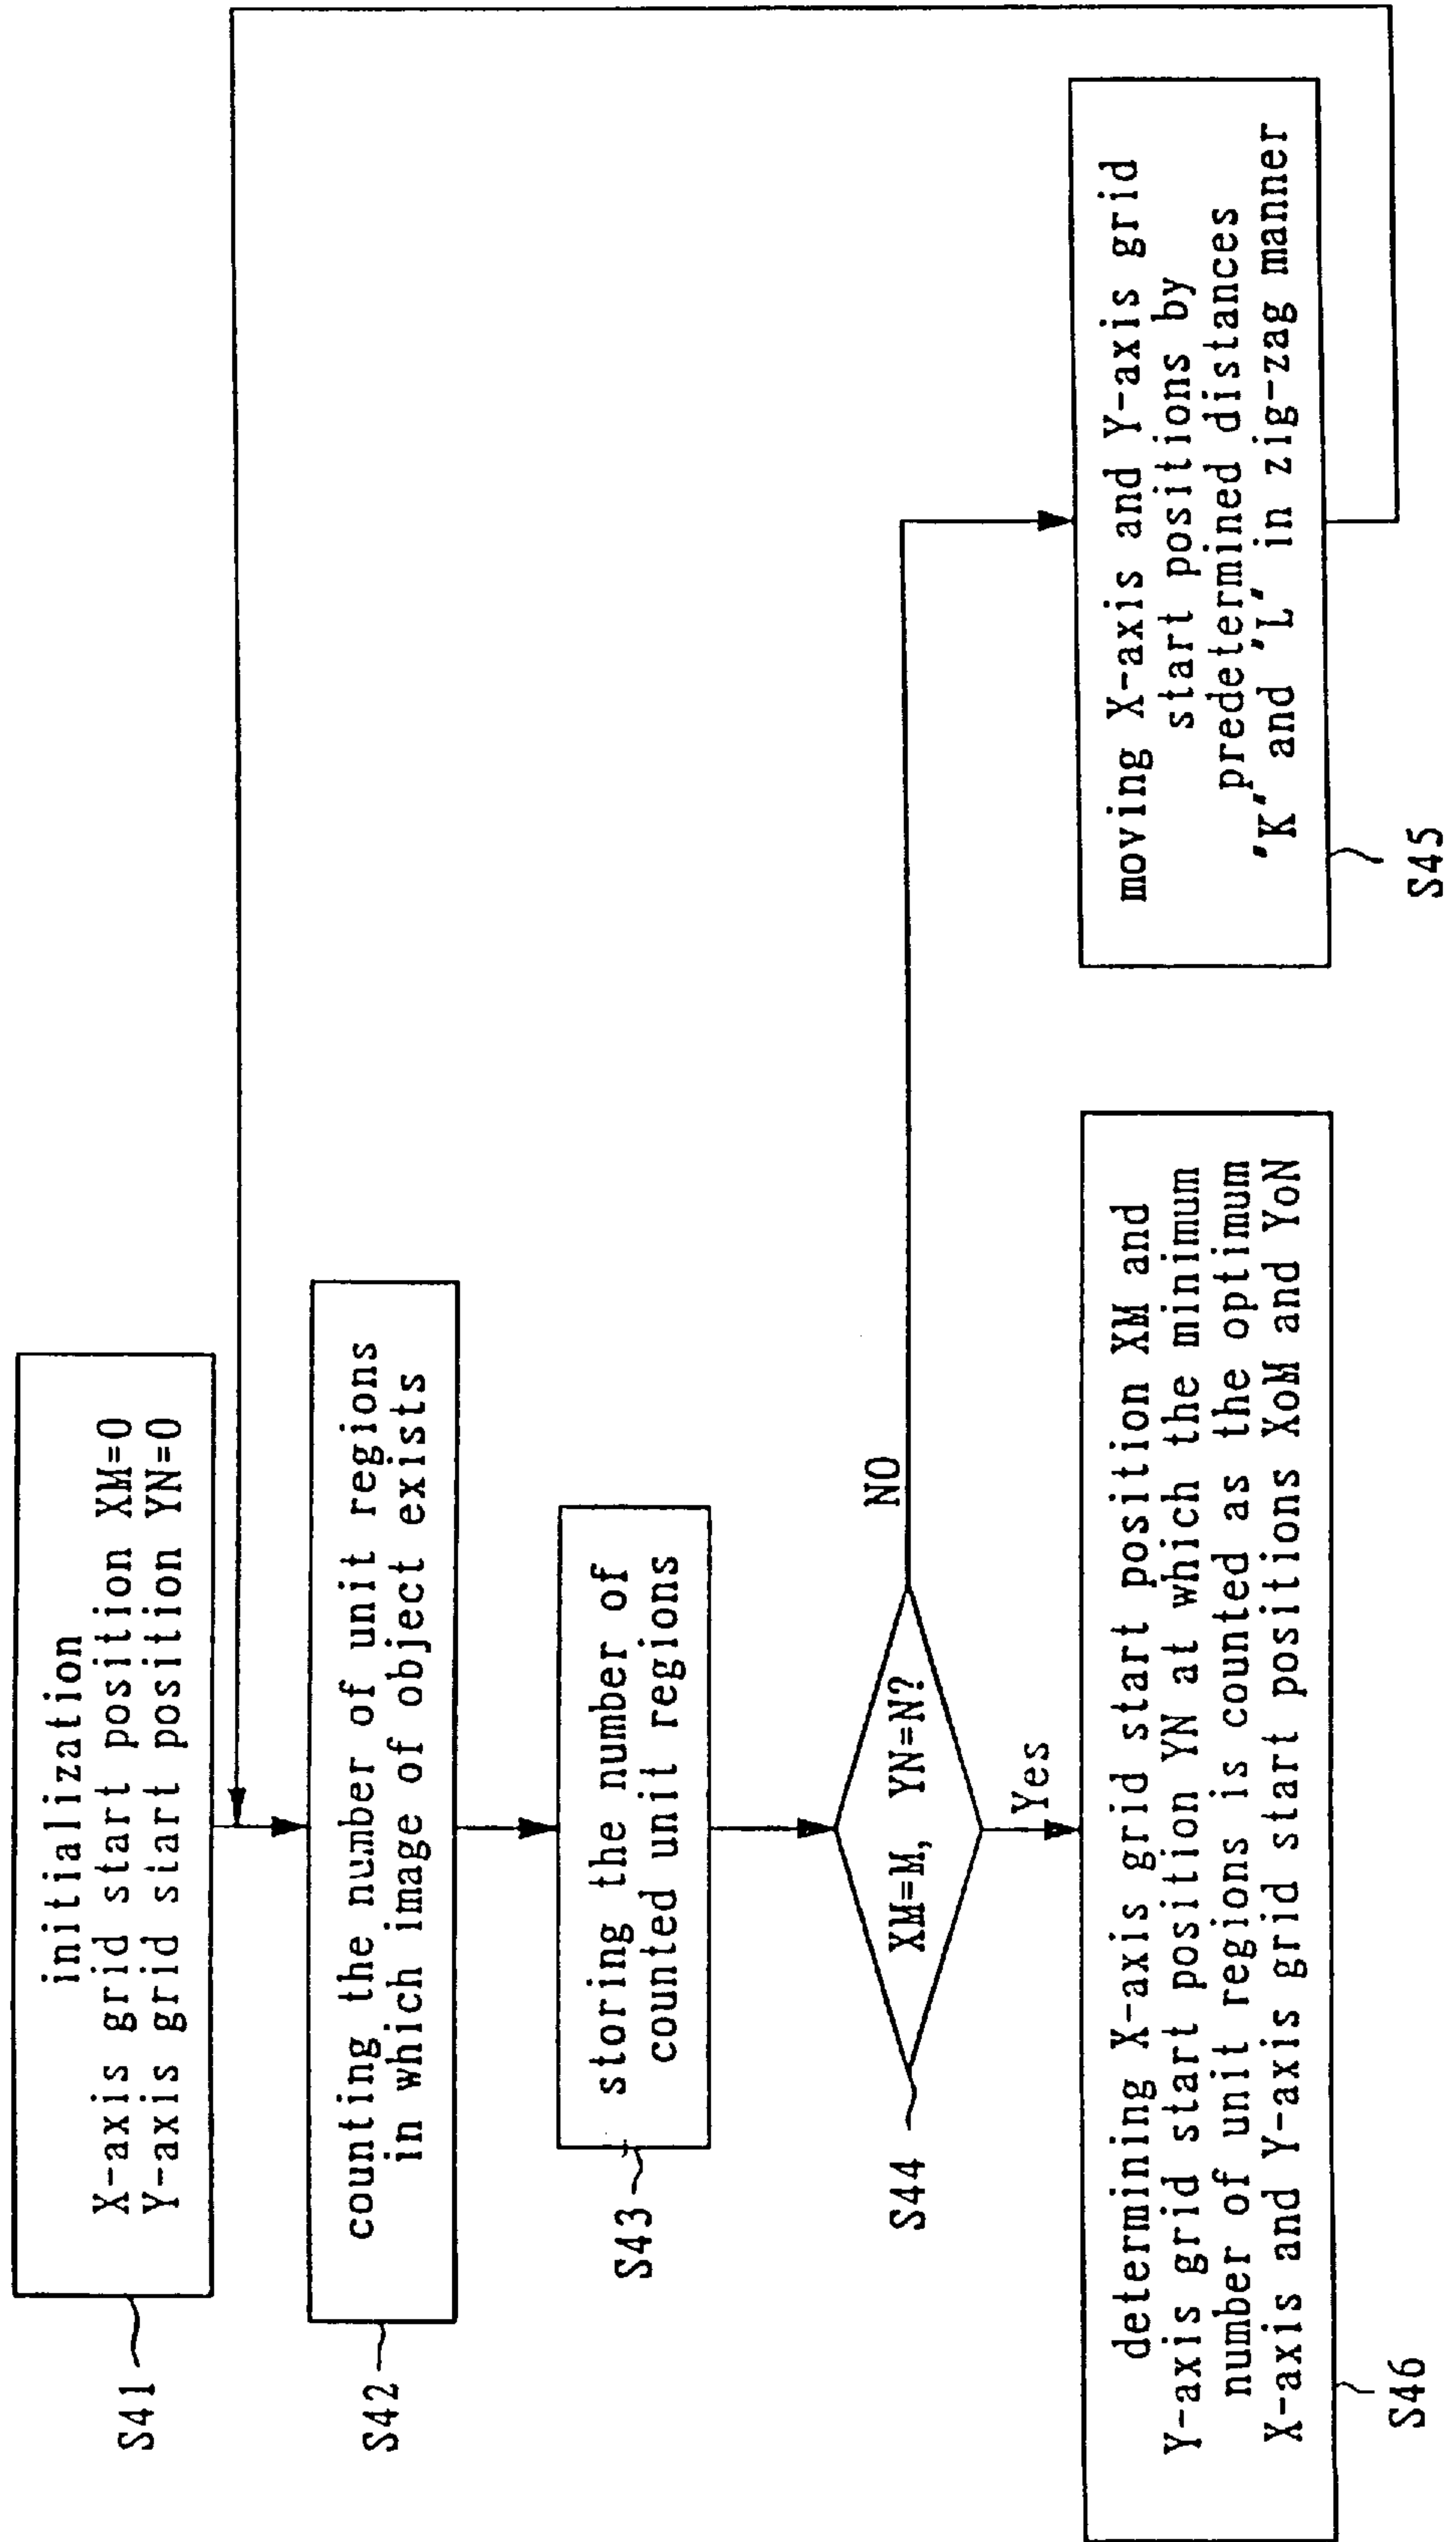 initialization
X-axis grid start position XM=0
Y-axis grid start position YN=0
S41
counting the number of unit regions
in which image of object exists
S42
storing the number of
counted unit regions
S43
XM=M, YN=N?
S44
NO
Yes
moving X-axis and Y-axis grid
start positions by
predetermined distances
'K' and 'L' in zig-zag manner
S45
determining X-axis grid start position XM and
Y-axis grid start position YN at which the minimum
number of unit regions is counted as the optimum
X-axis and Y-axis grid start positions XoM and YoN
S46